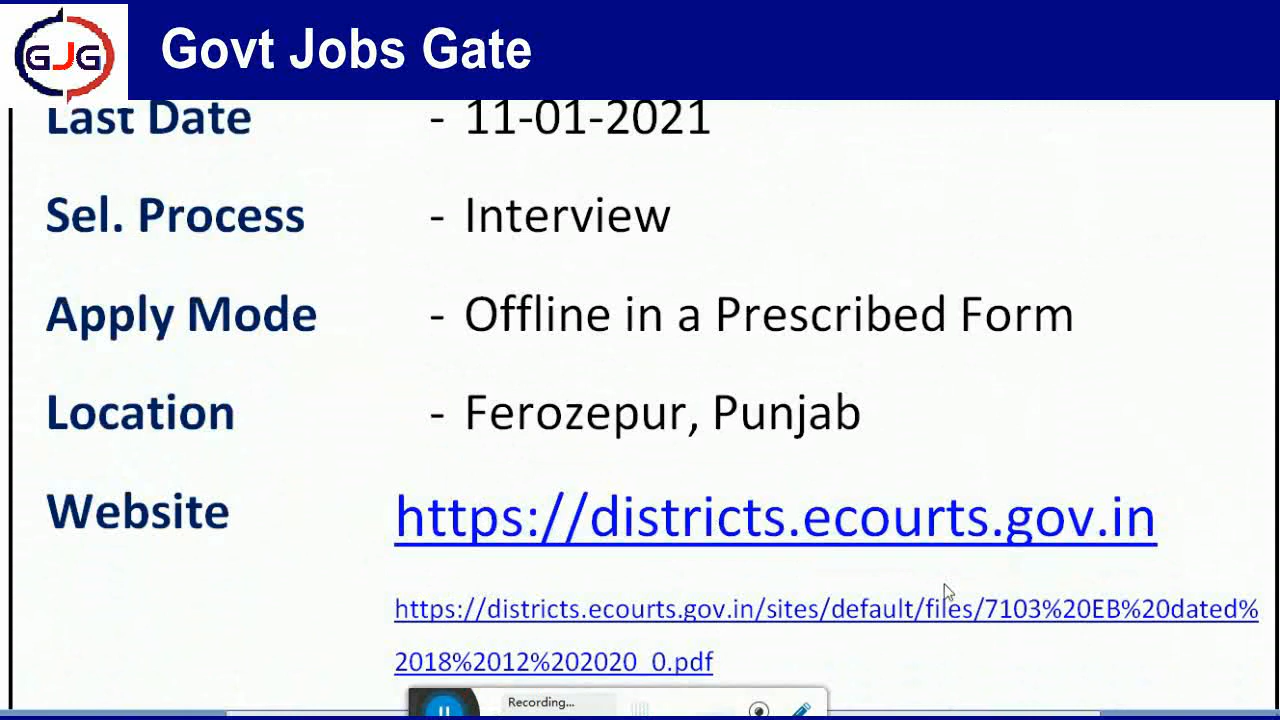 GJG
Govt Jobs Gate
Last Date - 11-01-2021
Sel. Process - Interview
Apply Mode - Offline in a Prescribed Form
Location - Ferozepur, Punjab
Website https://districts.ecourts.gov.in
https://districts.ecourts.gov.in/sites/default/files/7103%20EB%20dated%
2018%2012%202020_0.pdf
Recording...